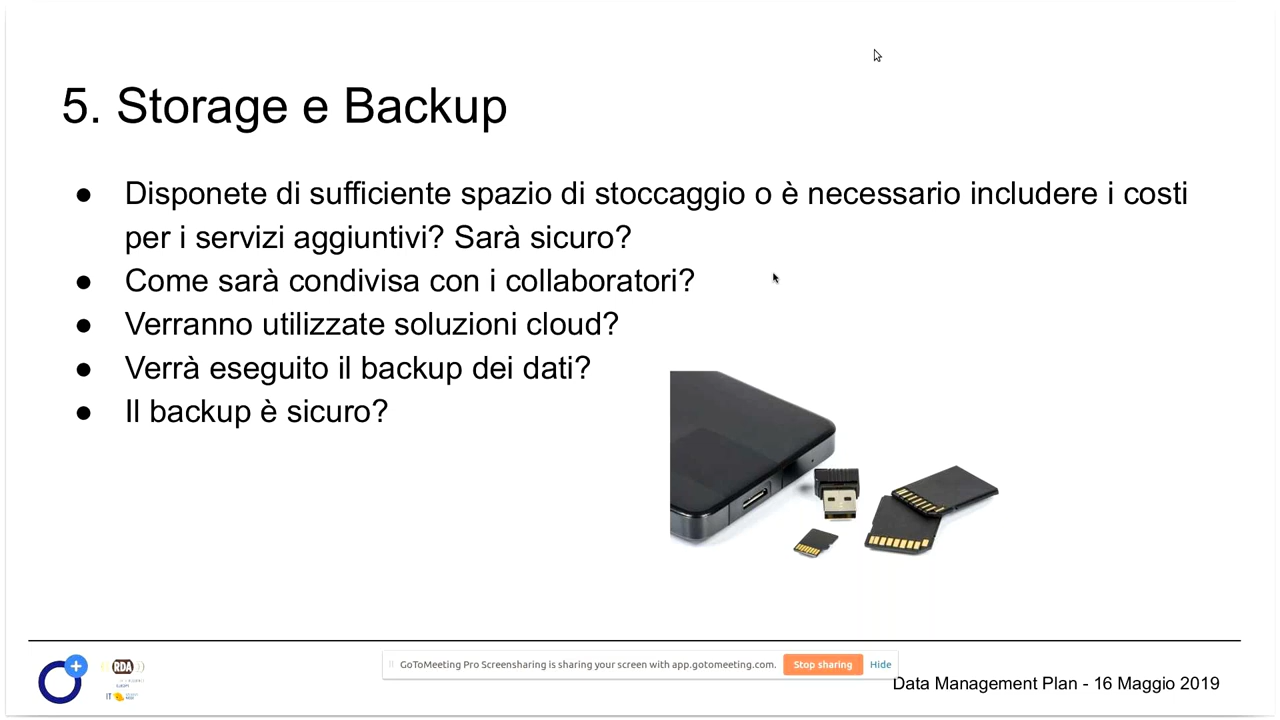 5. Storage e Backup
● Disponete di sufficiente spazio di stoccaggio o è necessario includere i costi
per i servizi aggiuntivi? Sarà sicuro?
● Come sarà condivisa con i collaboratori?
● Verranno utilizzate soluzioni cloud?
● Verrà eseguito il backup dei dati?
● Il backup è sicuro?
RDA
IT
GoToMeeting Pro Screensharing is sharing your screen with app.gotomeeting.com. Stop sharing Hide
Data Management Plan - 16 Maggio 2019